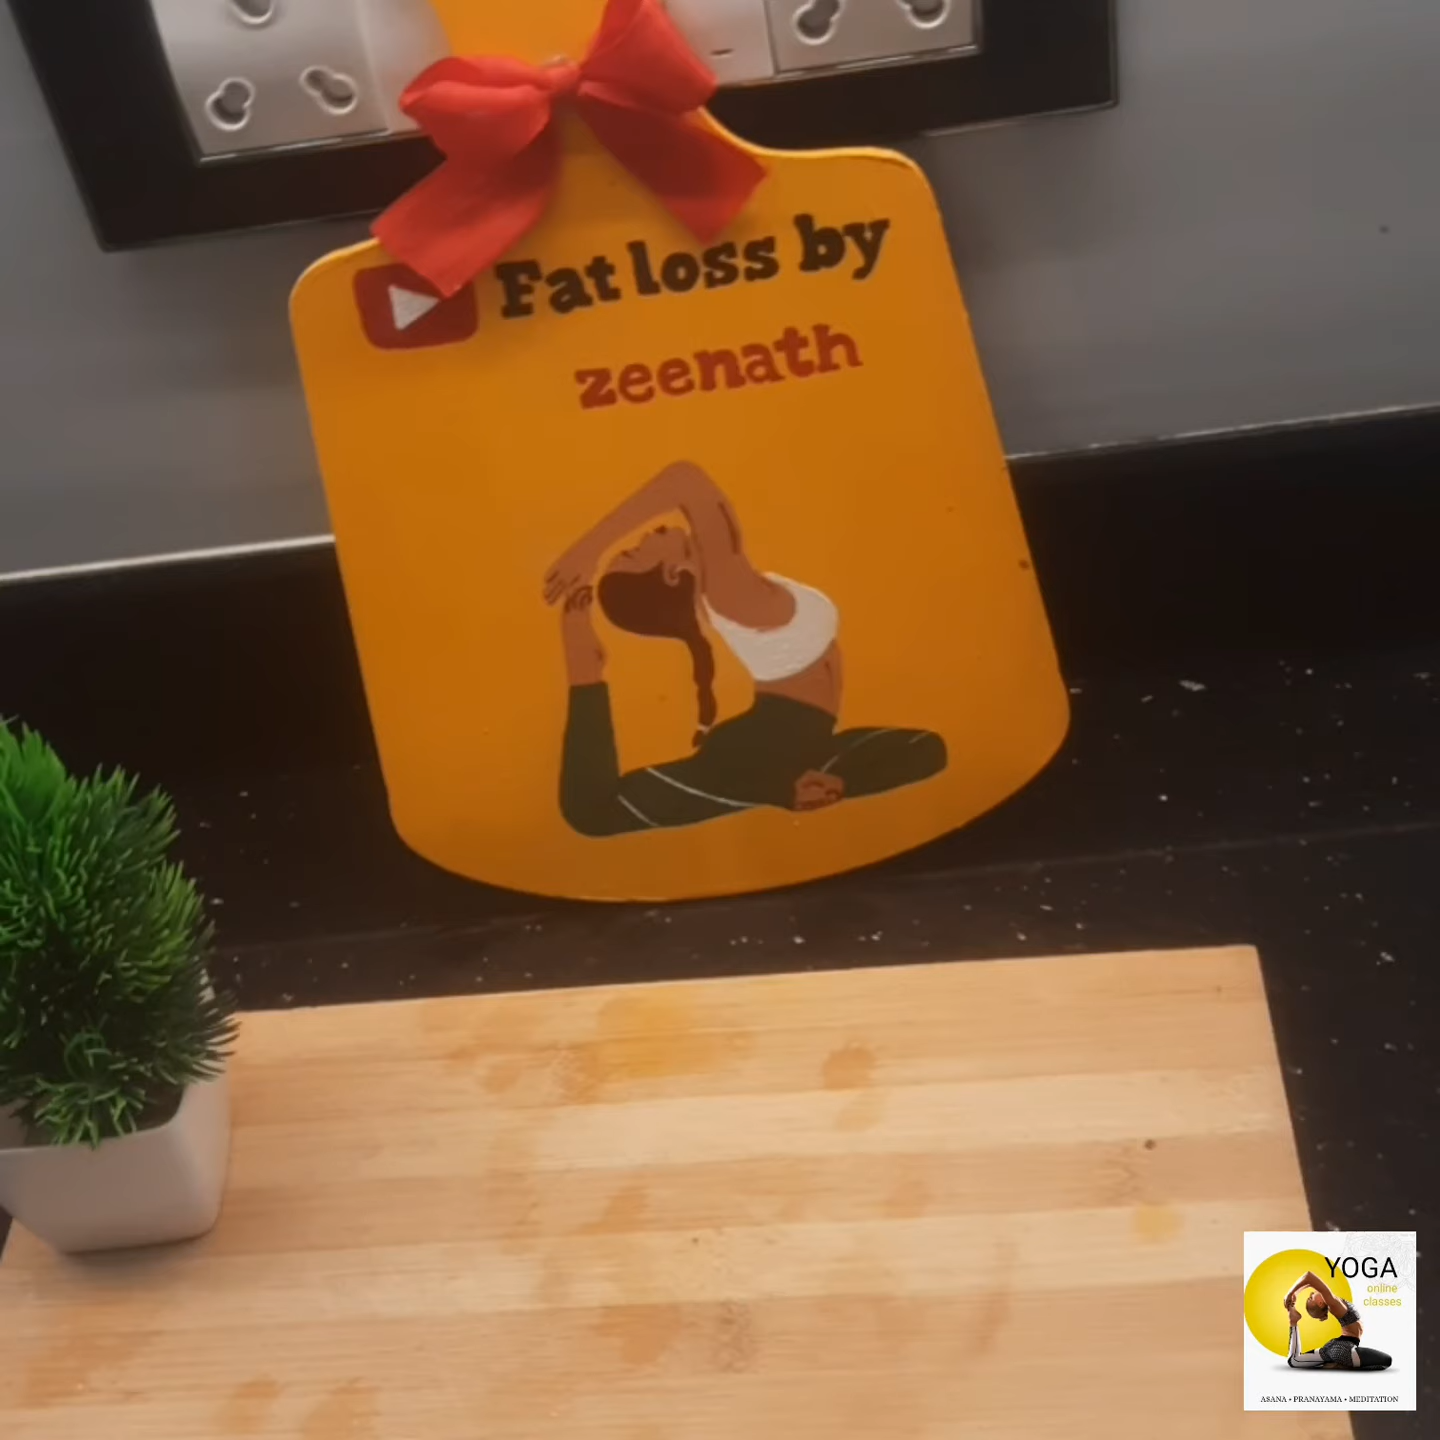 Fat loss by
zeenath
YOGA
online
classes
ASANA • PRANAYAMA • MEDITATION